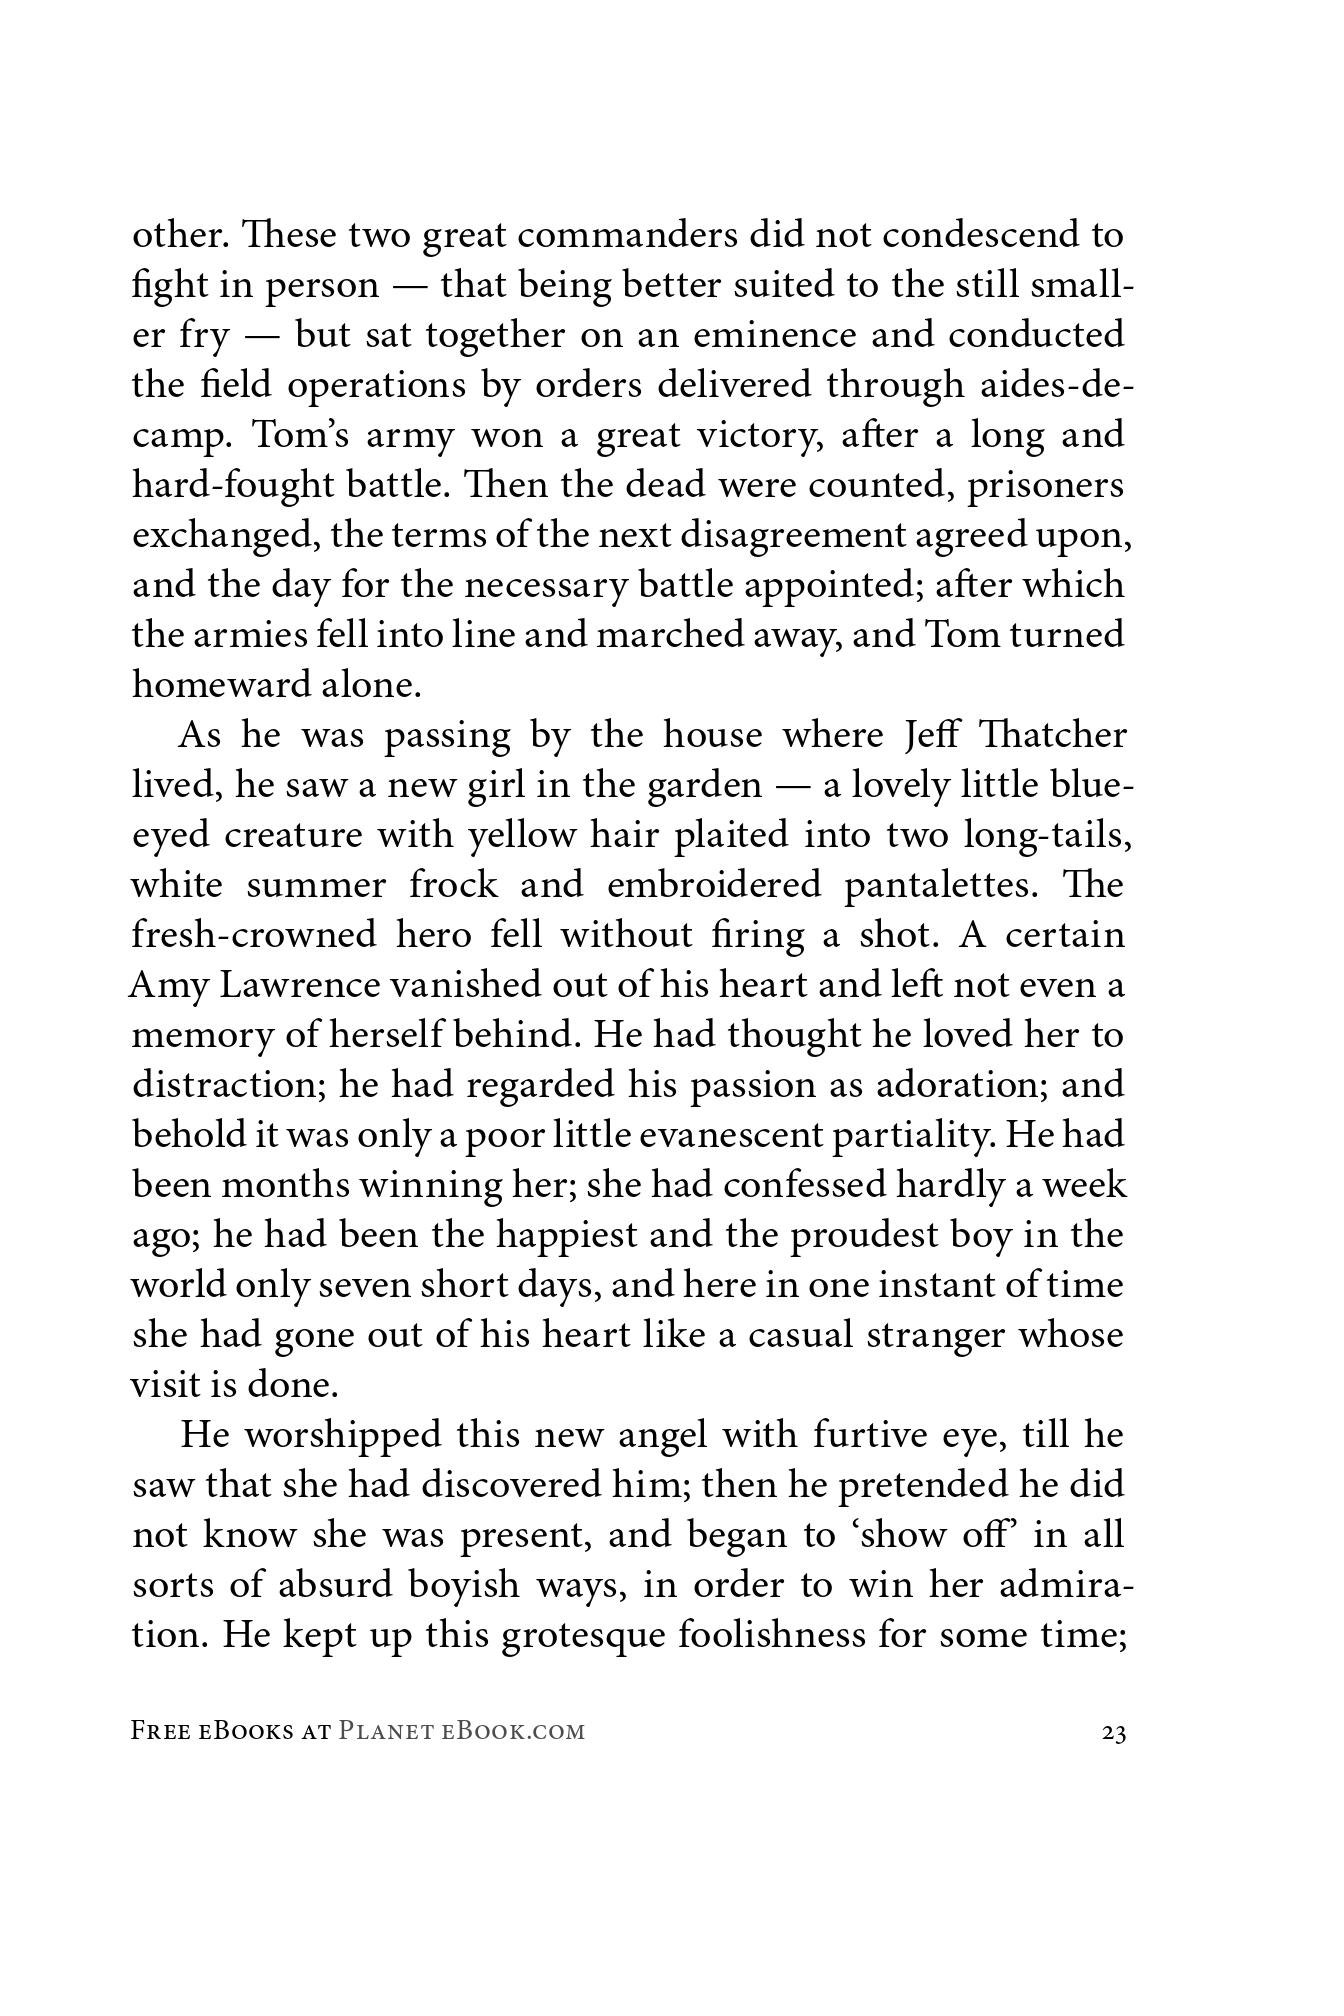 other. These two great commanders did not condescend to
fight in person — that being better suited to the still small-
er fry — but sat together on an eminence and conducted
the field operations by orders delivered through aides-de-
camp. Tom’s army won a great victory, after a long and
hard-fought battle. Then the dead were counted, prisoners
exchanged, the terms of the next disagreement agreed upon,
and the day for the necessary battle appointed; after which
the armies fell into line and marched away, and Tom turned
homeward alone.
As he was passing by the house where Jeff Thatcher
lived, he saw a new girl in the garden — a lovely little blue-
eyed creature with yellow hair plaited into two long-tails,
white summer frock and embroidered pantalettes. The
fresh-crowned hero fell without firing a shot. A certain
Amy Lawrence vanished out of his heart and left not even a
memory of herself behind. He had thought he loved her to
distraction; he had regarded his passion as adoration; and
behold it was only a poor little evanescent partiality. He had
been months winning her; she had confessed hardly a week
ago; he had been the happiest and the proudest boy in the
world only seven short days, and here in one instant of time
she had gone out of his heart like a casual stranger whose
visit is done.
He worshipped this new angel with furtive eye, till he
saw that she had discovered him; then he pretended he did
not know she was present, and began to ‘show off’ in all
sorts of absurd boyish ways, in order to win her admira-
tion. He kept up this grotesque foolishness for some time;
Free eBooks at Planet eBook.com 23